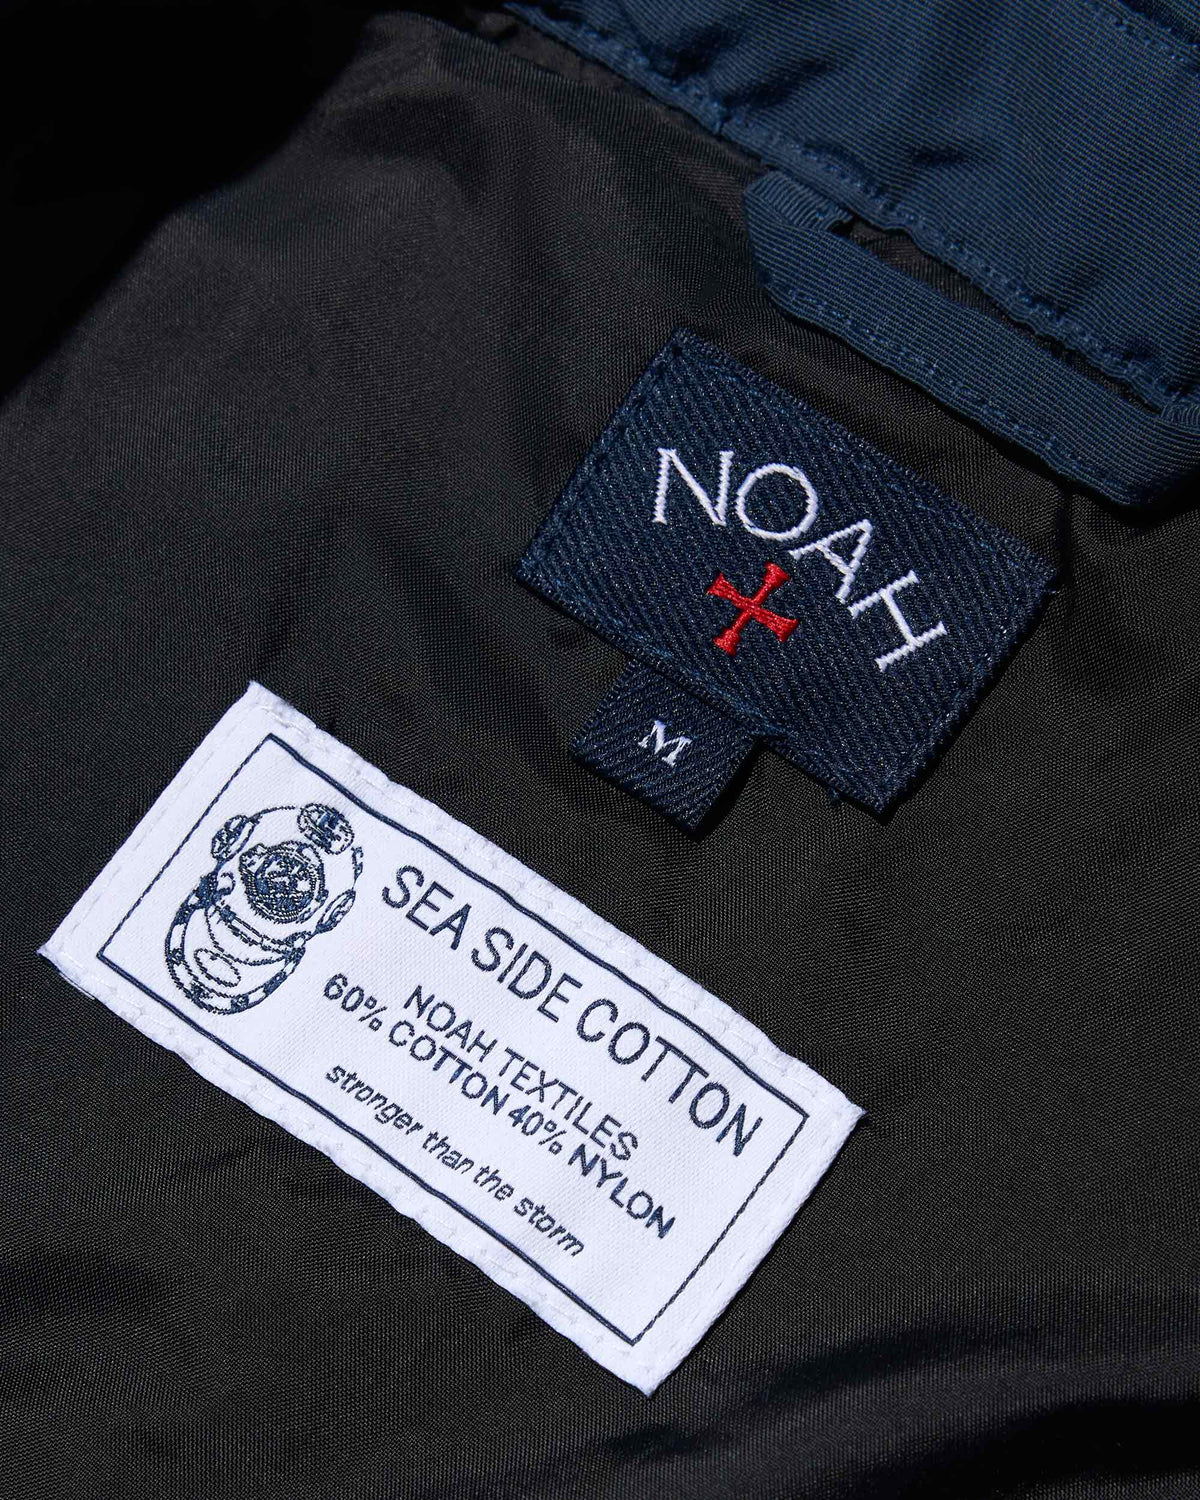 NOAH
M
SEA SIDE COTTON
NOAH TEXTILES
60% COTTON 40% NYLON
stronger than the storm